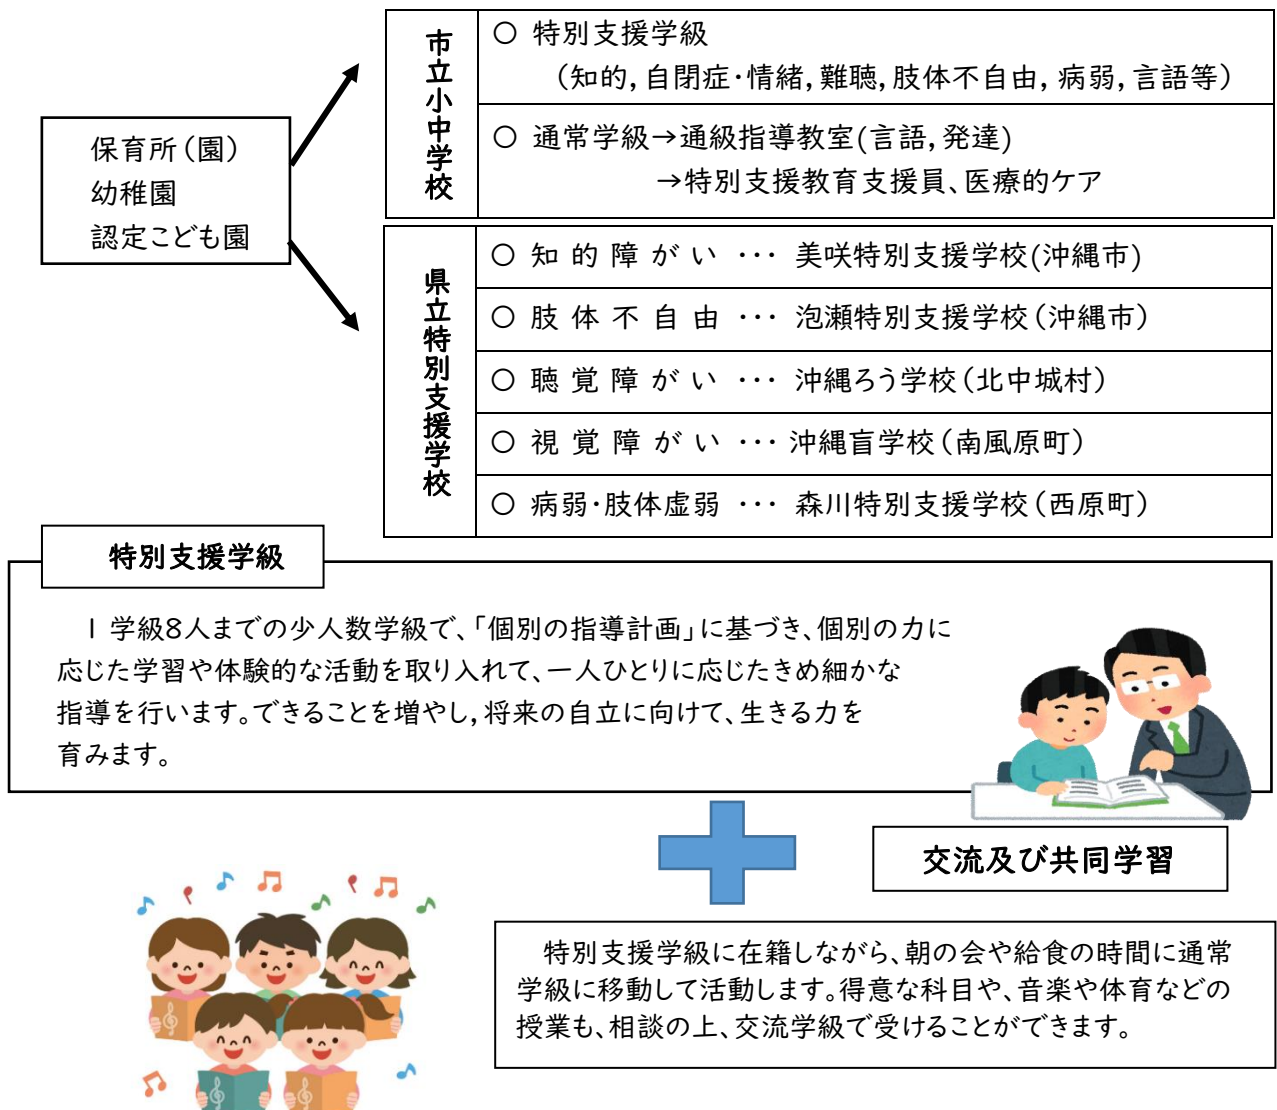 保育所(園)
幼稚園
認定こども園
市立小中学校
〇 特別支援学級
(知的,自閉症・情緒,難聴,肢体不自由,病弱,言語等)
〇 通常学級→通級指導教室(言語,発達)
→特別支援教育支援員、医療的ケア
県立特別支援学校
〇 知的障がい ・・・ 美咲特別支援学校(沖縄市)
〇 肢体不自由 ・・・ 泡瀬特別支援学校(沖縄市)
〇 聴覚障がい ・・・ 沖縄ろう学校(北中城村)
〇 視覚障がい ・・・ 沖縄盲学校(南風原町)
〇 病弱・肢体虚弱 ・・・ 森川特別支援学校(西原町)
特別支援学級
1学級8人までの少人数学級で、「個別の指導計画」に基づき、個別の力に
応じた学習や体験的な活動を取り入れて、一人ひとりに応じたきめ細かな
指導を行います。できることを増やし,将来の自立に向けて、生きる力を
育みます。
交流及び共同学習
特別支援学級に在籍しながら、朝の会や給食の時間に通常
学級に移動して活動します。得意な科目や、音楽や体育などの
授業も、相談の上、交流学級で受けることができます。